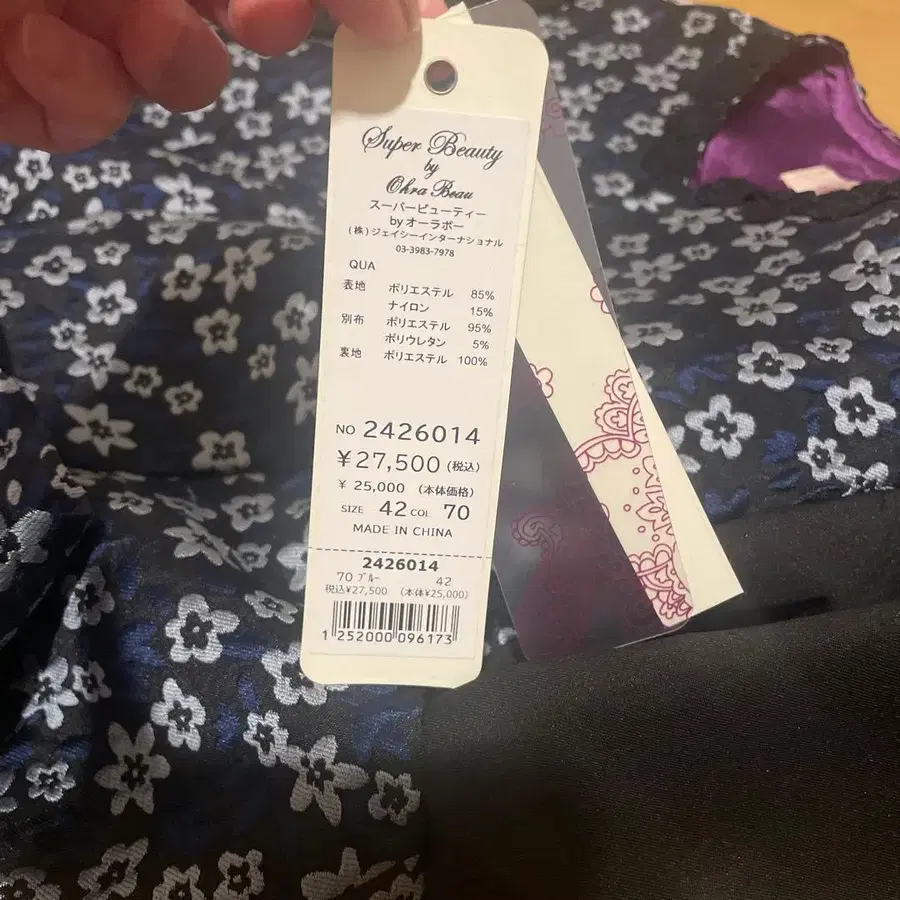 Super Beauty
by
Ohra Beau
スーパービューティー
byオーラボー
(株)ジェイシーインターナショナル
03-3983-7978
QUA
表地 ポリエステル 85%
ナイロン 15%
別布 ポリエステル 95%
ポリウレタン 5%
裏地 ポリエステル 100%
NO 2426014
¥27,500(税込)
¥ 25,000 (本体価格)
SIZE 42 COL 70
MADE IN CHINA
2426014
70 ブルー 42
税込¥27,500 (本体¥25,000)
1252000096173